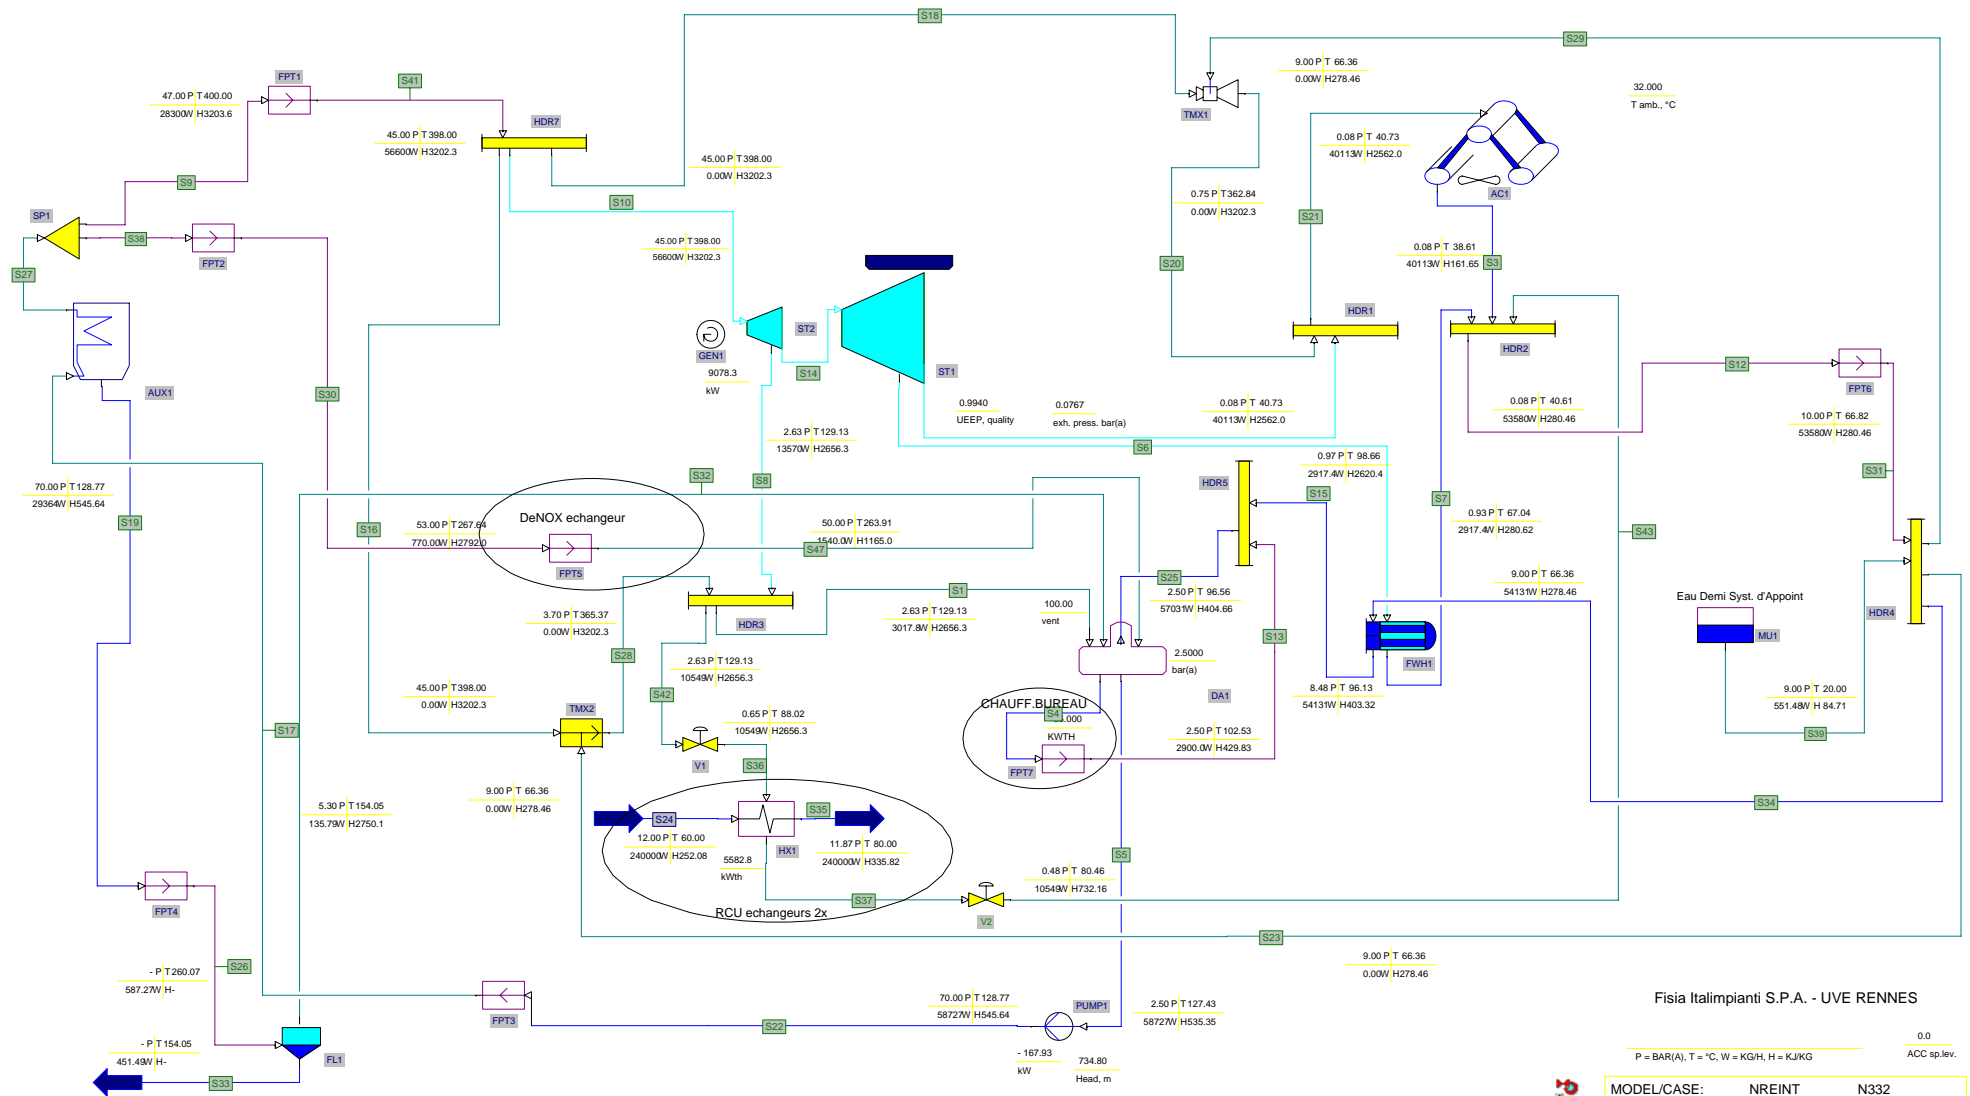 S18
S29
9.00 P T 66.36
0.00W H278.46
FPT1
S41
47.00 P T 400.00
28300W H3203.6
32.000
T amb., °C
TMX1
HDR7
45.00 P T 398.00
56600W H3202.3
45.00 P T 398.00
0.00W H3202.3
0.08 P T 40.73
40113W H2562.0
S9
S10
AC1
0.75 P T 362.84
0.00W H3202.3
SP1
S21
S38
FPT2
45.00 P T 398.00
56600W H3202.3
0.08 P T 38.61
40113W H161.65
S3
S27
S20
HDR1
ST2
HDR2
GEN1
9078.3
kW
S14
ST1
S12
FPT6
AUX1
S30
0.9940
UEEP, quality
0.0767
exh. press. bar(a)
0.08 P T 40.73
40113W H2562.0
0.08 P T 40.61
53580W H280.46
10.00 P T 66.82
53580W H280.46
2.63 P T 129.13
13570W H2656.3
S6
0.97 P T 98.66
2917.4W H2620.4
S31
S32
S8
HDR5
S15
S7
70.00 P T 128.77
29364W H545.64
S19
DeNOX echangeur
S16
53.00 P T 267.64
770.00W H2792.0
50.00 P T 263.91
1540.0W H1165.0
S47
FPT5
0.93 P T 67.04
2917.4W H280.62
S43
S25
S1
9.00 P T 66.36
54131W H278.46
2.50 P T 96.56
57031W H404.66
2.63 P T 129.13
3017.8W H2656.3
100.00
vent
Eau Demi Syst. d'Appoint
3.70 P T 365.37
0.00W H3202.3
HDR3
HDR4
MU1
S13
S28
2.5000
bar(a)
FWH1
2.63 P T 129.13
10549W H2656.3
45.00 P T 398.00
0.00W H3202.3
S42
DA1
8.48 P T 96.13
54131W H403.32
9.00 P T 20.00
551.48W H 84.71
CHAUFF.BUREAU
S4
KWTH
TMX2
0.65 P T 88.02
10549W H2656.3
2.50 P T 102.53
2900.0W H429.83
S17
S39
V1
S36
FPT7
9.00 P T 66.36
0.00W H278.46
S34
5.30 P T 154.05
135.79W H2750.1
S24
S35
12.00 P T 60.00
240000W H252.08
HX1
11.87 P T 80.00
240000W H335.82
5582.8
kWth
S5
0.48 P T 80.46
10549W H732.16
S37
RCU echangeurs 2x
V2
FPT4
S23
9.00 P T 66.36
0.00W H278.46
S26
- P T 260.07
587.27W H-
FPT3
S22
70.00 P T 128.77
58727W H545.64
PUMP1
2.50 P T 127.43
58727W H535.35
Fisia Italimpianti S.P.A. - UVE RENNES
- P T 154.05
451.49W H-
FL1
- 167.93
kW
734.80
Head, m
P = BAR(A), T = °C, W = KG/H, H = KJ/KG
0.0
ACC sp.lev.
S33
MODEL/CASE: NREINT N332